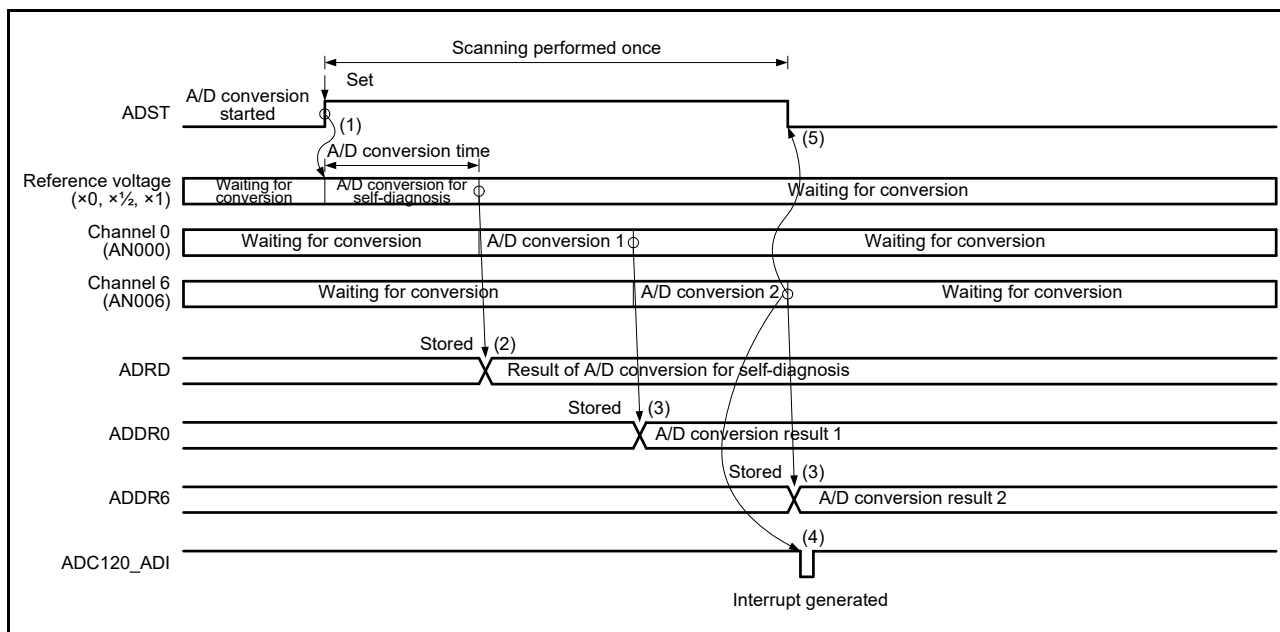 Scanning performed once
Set
A/D conversion
started
ADST
(1)
(5)
A/D conversion time
Reference voltage
(×0, ×½, ×1)
Waiting for
conversion
A/D conversion for
self-diagnosis
Waiting for conversion
Channel 0
(AN000)
Waiting for conversion
A/D conversion 1
Waiting for conversion
Channel 6
(AN006)
Waiting for conversion
A/D conversion 2
Waiting for conversion
Stored
(2)
ADRD
Result of A/D conversion for self-diagnosis
Stored
(3)
ADDR0
A/D conversion result 1
Stored
(3)
ADDR6
A/D conversion result 2
(4)
ADC120_ADI
Interrupt generated